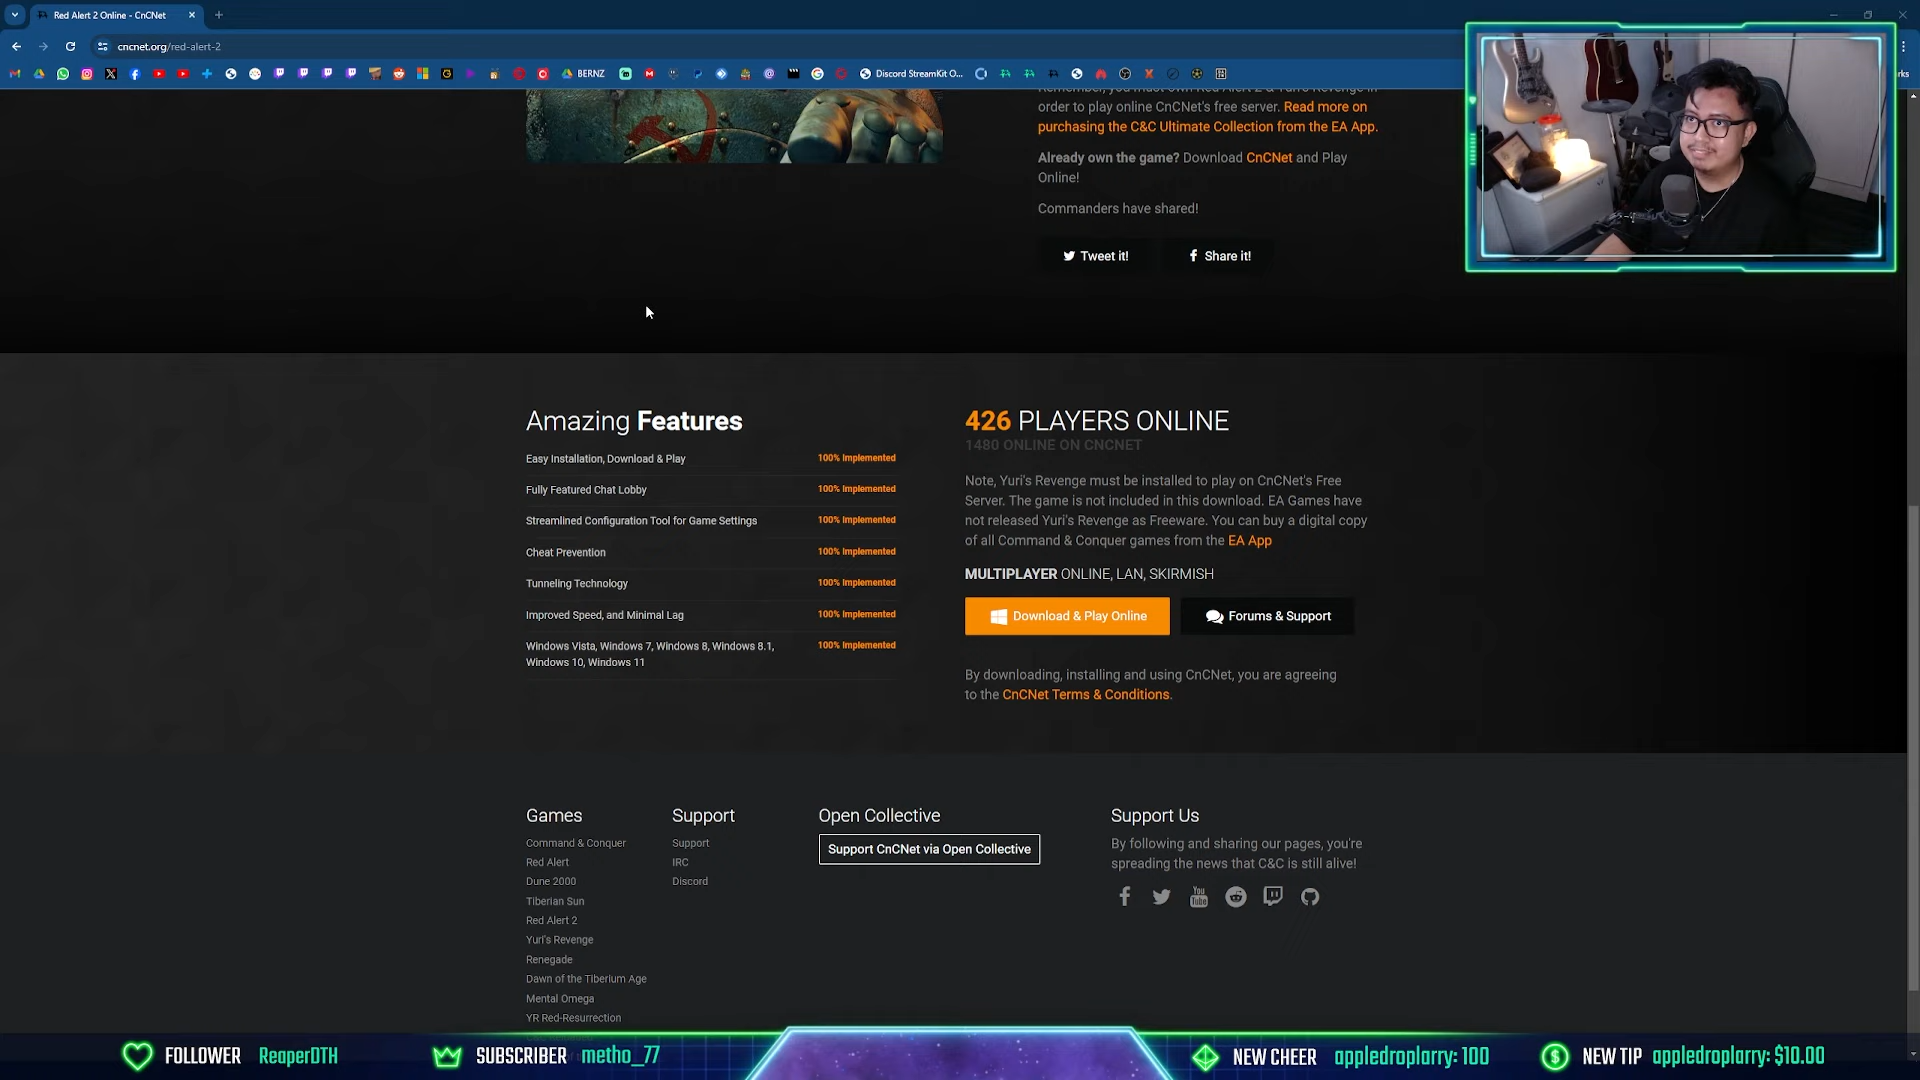 Red Alert 2 Online - CnCNet
cncnet.org/red-alert-2
BERNZ
Discord StreamKit O...
order to play online CnCNet's free server. Read more on
purchasing the C&C Ultimate Collection from the EA App.
Already own the game? Download CnCNet and Play
Online!
Commanders have shared!
Tweet it!
Share it!
Amazing Features
Easy Installation, Download & Play 100% Implemented
Fully Featured Chat Lobby 100% Implemented
Streamlined Configuration Tool for Game Settings 100% Implemented
Cheat Prevention 100% Implemented
Tunneling Technology 100% Implemented
Improved Speed, and Minimal Lag 100% Implemented
Windows Vista, Windows 7, Windows 8, Windows 8.1, 100% Implemented
Windows 10, Windows 11
426 PLAYERS ONLINE
1480 ONLINE ON CNCNET
Note, Yuri's Revenge must be installed to play on CnCNet's Free
Server. The game is not included in this download. EA Games have
not released Yuri's Revenge as Freeware. You can buy a digital copy
of all Command & Conquer games from the EA App
MULTIPLAYER ONLINE, LAN, SKIRMISH
Download & Play Online
Forums & Support
By downloading, installing and using CnCNet, you are agreeing
to the CnCNet Terms & Conditions.
Games
Command & Conquer
Red Alert
Dune 2000
Tiberian Sun
Red Alert 2
Yuri's Revenge
Renegade
Dawn of the Tiberium Age
Mental Omega
YR Red-Resurrection
Support
Support
IRC
Discord
Open Collective
Support CnCNet via Open Collective
Support Us
By following and sharing our pages, you're
spreading the news that C&C is still alive!
FOLLOWER ReaperDTH
SUBSCRIBER metho_77
NEW CHEER appledroplarry: 100
NEW TIP appledroplarry: $10.00